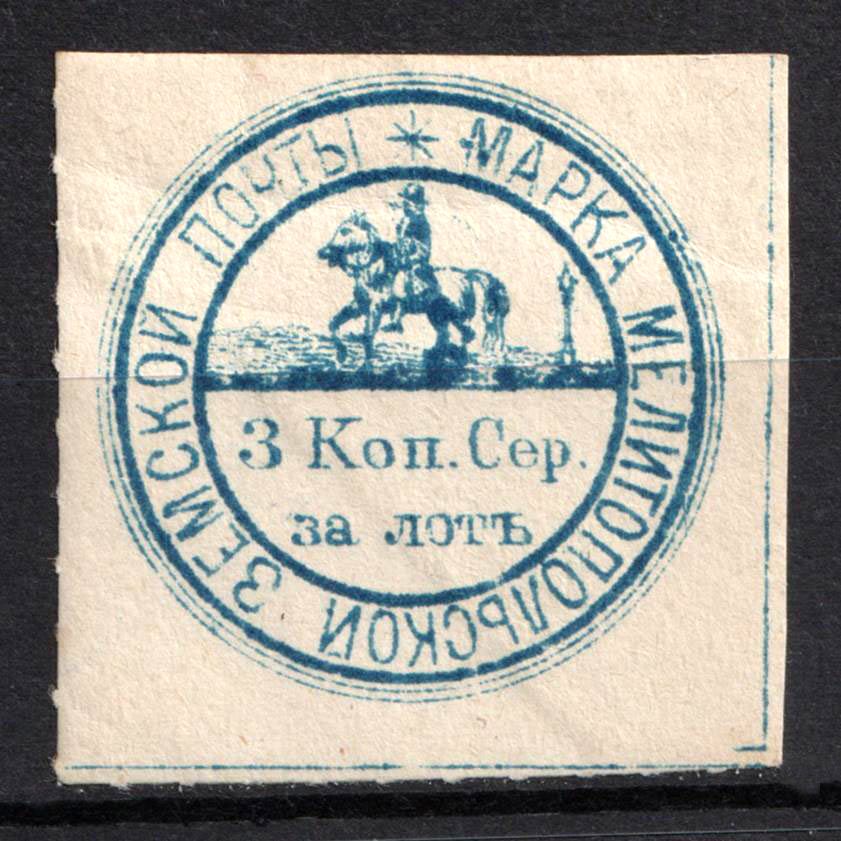 МАРКА МЕЛИТОПОЛЬСКОЙ ЗЕМСКОЙ ПОЧТЫ
3 Коп. Сер.
за лотъ